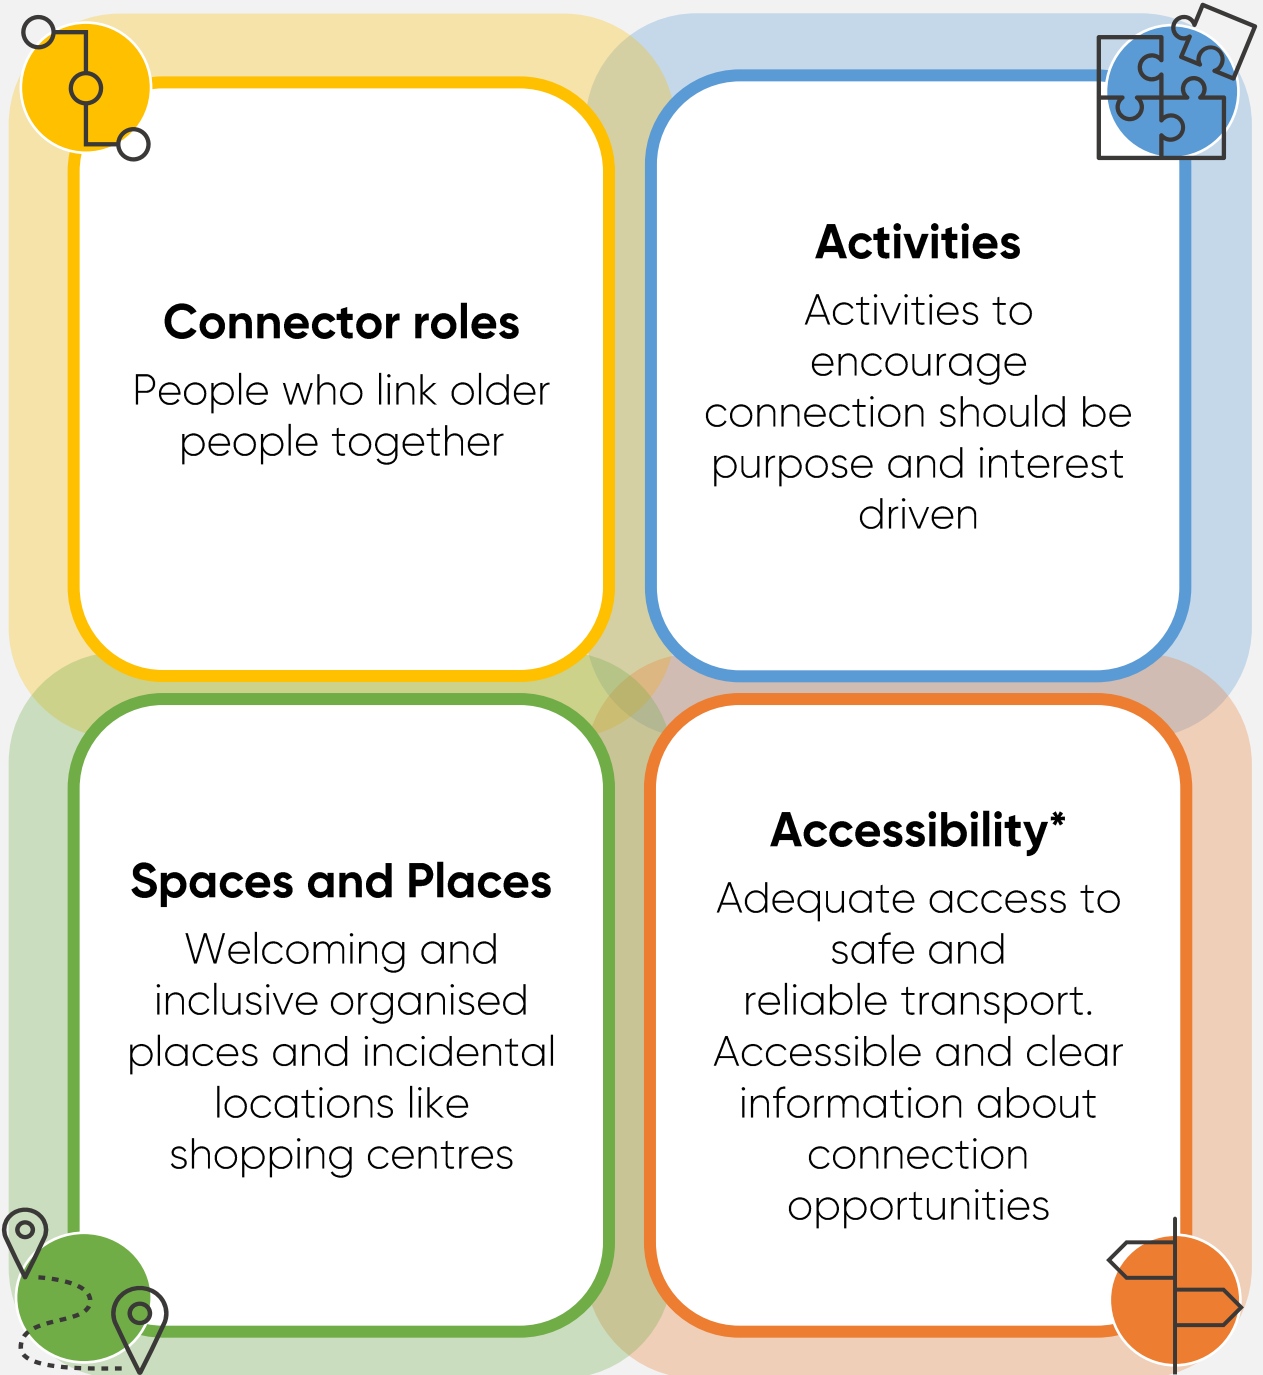 Connector roles
People who link older
people together
Activities
Activities to
encourage
connection should be
purpose and interest
driven
Spaces and Places
Welcoming and
inclusive organised
places and incidental
locations like
shopping centres
Accessibility*
Adequate access to
safe and
reliable transport.
Accessible and clear
information about
connection
opportunities